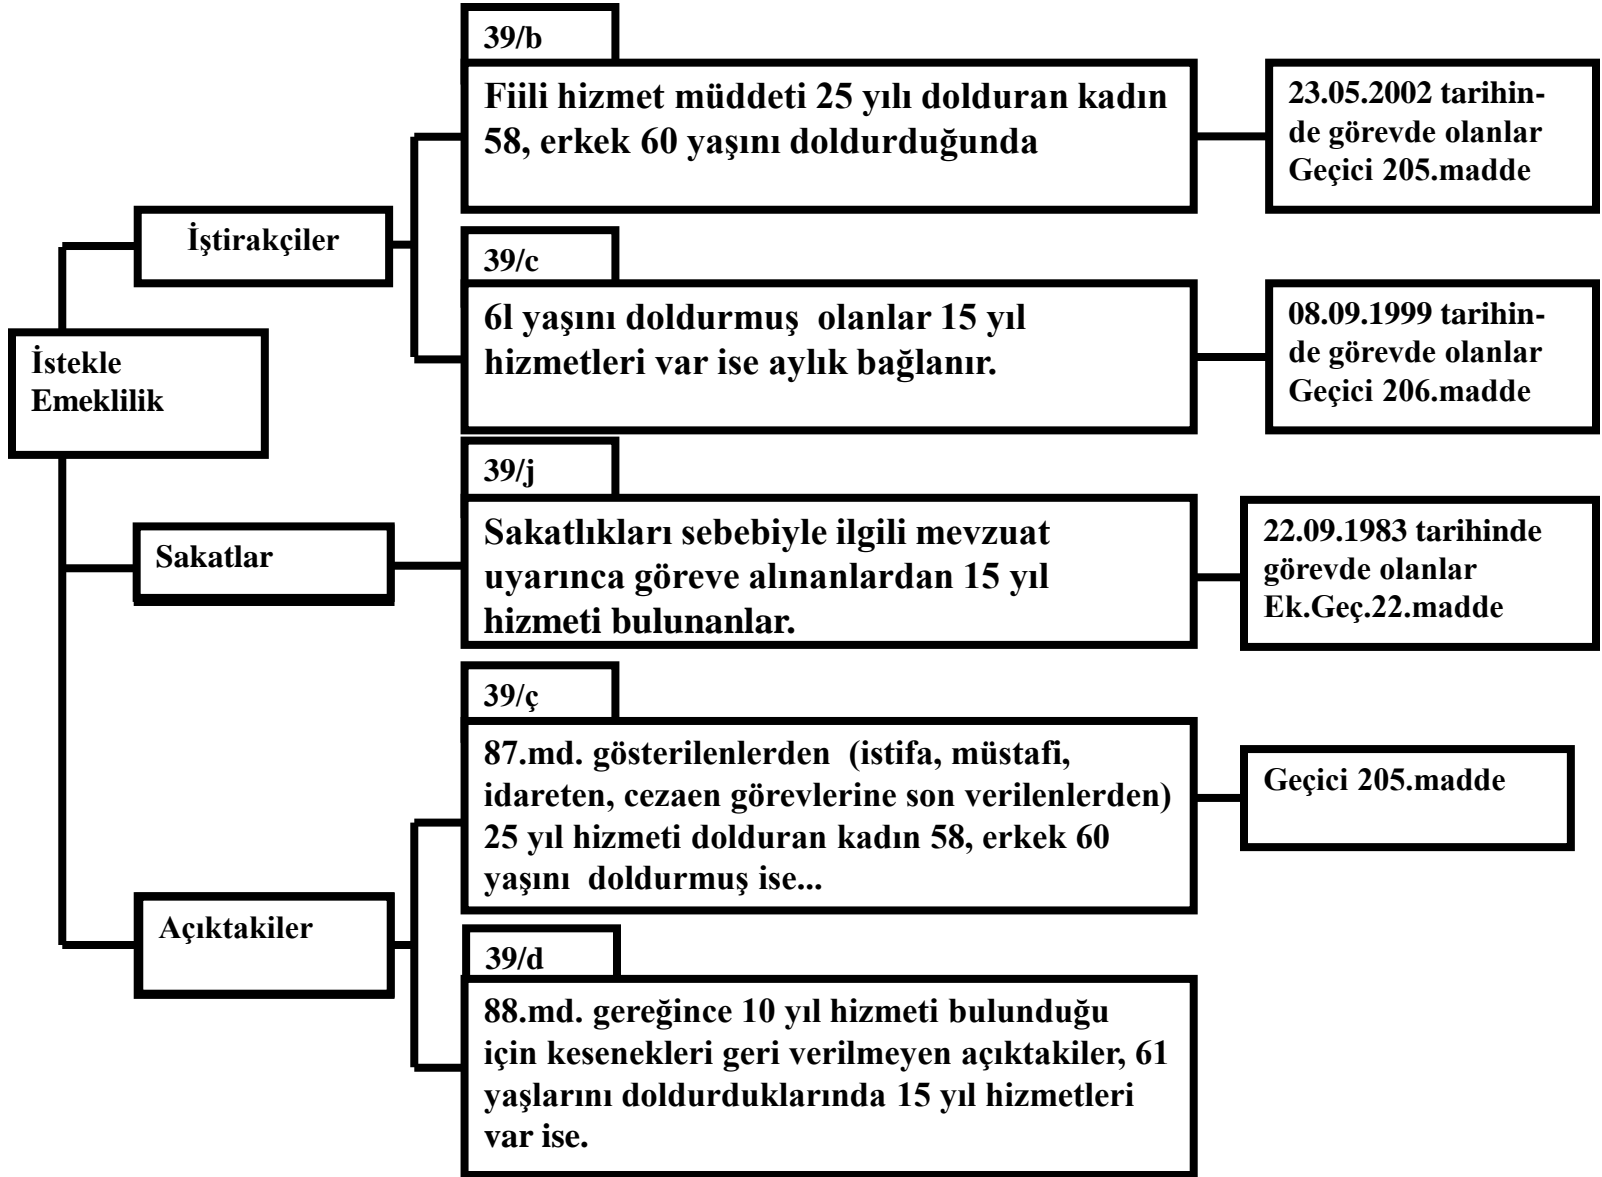 39/b
Fiili hizmet müddeti 25 yılı dolduran kadın
58, erkek 60 yaşını doldurduğunda
23.05.2002 tarihin-
de görevde olanlar
Geçici 205.madde
İştirakçiler
39/c
6l yaşını doldurmuş olanlar 15 yıl
hizmetleri var ise aylık bağlanır.
08.09.1999 tarihin-
de görevde olanlar
Geçici 206.madde
İstekle
Emeklilik
39/j
Sakatlıkları sebebiyle ilgili mevzuat
uyarınca göreve alınanlardan 15 yıl
hizmeti bulunanlar.
22.09.1983 tarihinde
görevde olanlar
Ek.Geç.22.madde
Sakatlar
39/ç
87.md. gösterilenlerden (istifa, müstafi,
idareten, cezaen görevlerine son verilenlerden)
25 yıl hizmeti dolduran kadın 58, erkek 60
yaşını doldurmuş ise...
Geçici 205.madde
Açıktakiler
39/d
88.md. gereğince 10 yıl hizmeti bulunduğu
için kesenekleri geri verilmeyen açıktakiler, 61
yaşlarını doldurduklarında 15 yıl hizmetleri
var ise.